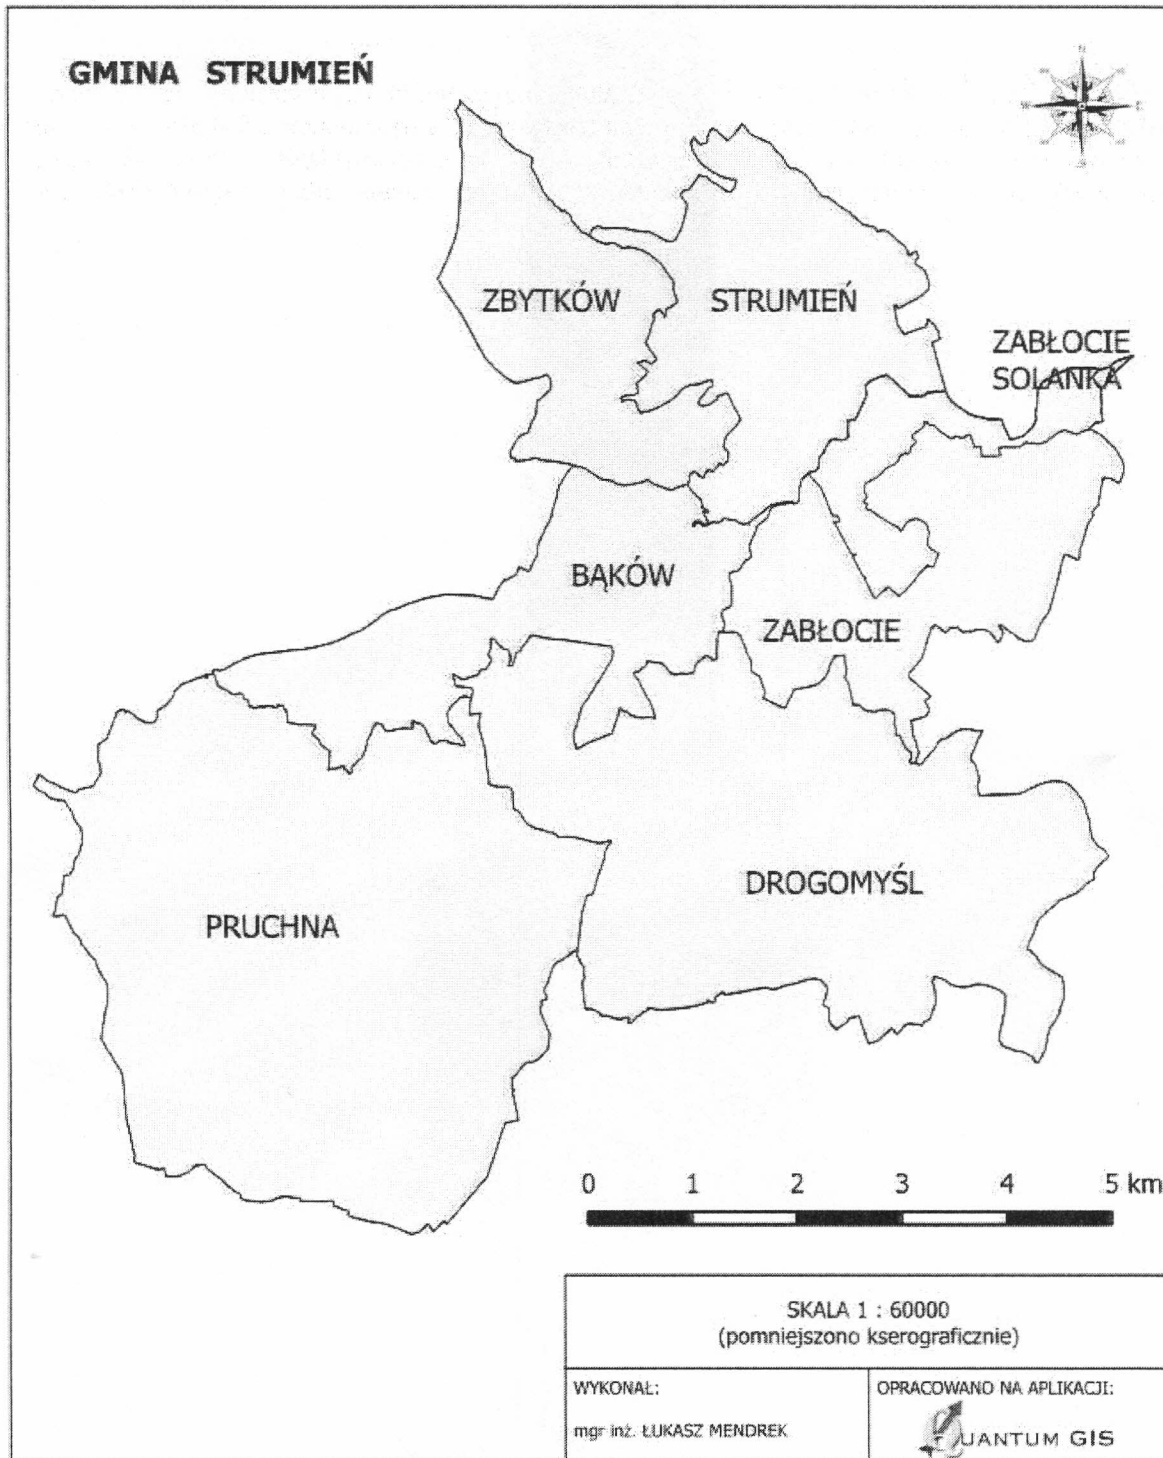 GMINA STRUMIEŃ
ZBYTKÓW
STRUMIEŃ
ZABŁOCIE
SOLANKA
BĄKÓW
ZABŁOCIE
DROGOMYŚL
PRUCHNA
0 1 2 3 4 5 km
SKALA 1 : 60000
(pomniejszono kserograficznie)
WYKONAŁ:
mgr inż. ŁUKASZ MENDREK
OPRACOWANO NA APLIKACJI:
QUANTUM GIS